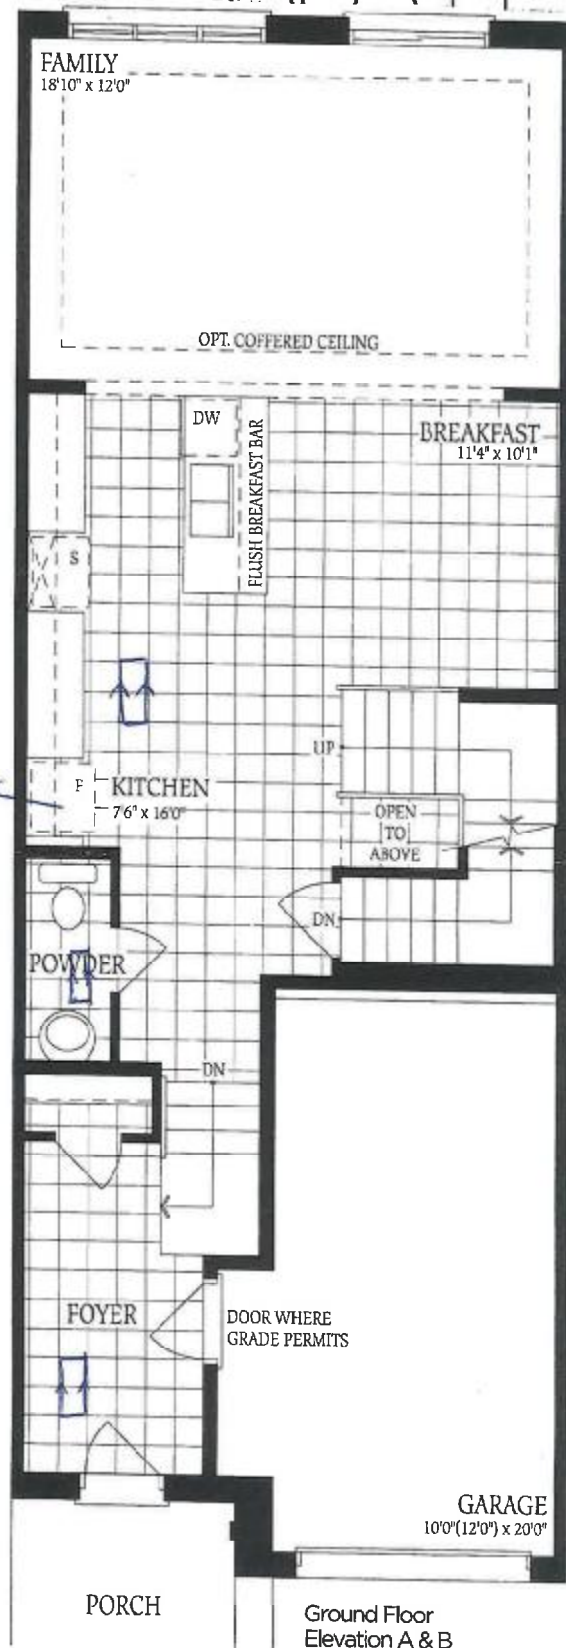 FAMILY
18'10" x 12'0"
OPT. COFFERED CEILING
DW
FLUSH BREAKFAST BAR
BREAKFAST
11'4" x 10'1"
S
UP
F
KITCHEN
7'6" x 16'0"
OPEN
TO
ABOVE
DN
POWDER
DN
FOYER
DOOR WHERE
GRADE PERMITS
GARAGE
10'0"(12'0") x 20'0"
PORCH
Ground Floor
Elevation A & B